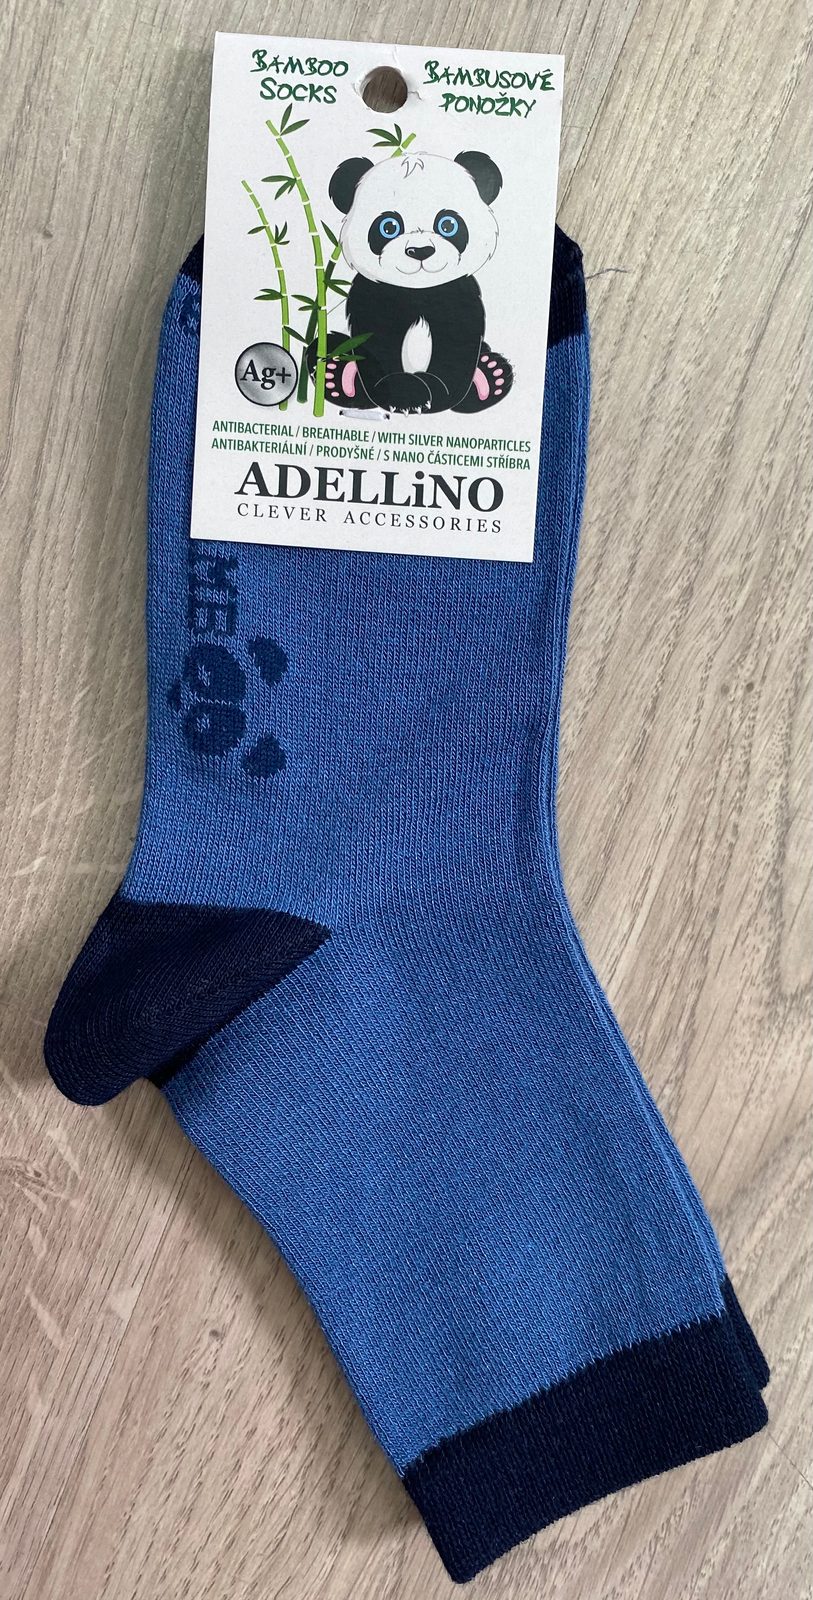 BAMBOO
SOCKS
BAMBUSOVÉ
PONOŽKY
Ag+
ANTIBACTERIAL / BREATHABLE / WITH SILVER NANOPARTICLES
ANTIBAKTERIÁLNÍ / PRODYŠNÉ / S NANO ČÁSTICEMI STŘÍBRA
ADELLiNO
CLEVER ACCESSORIES